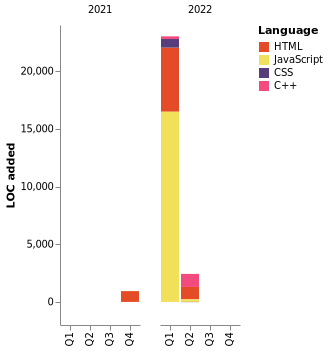 2021
2022
Language
HTML
JavaScript
CSS
C++
LOC added
20,000
15,000
10,000
5,000
0
Q1
Q2
Q3
Q4
Q1
Q2
Q3
Q4